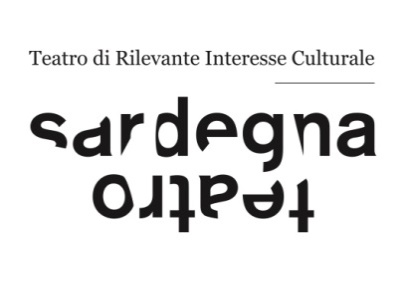 Teatro di Rilevante Interesse Culturale
sardegna
teatro